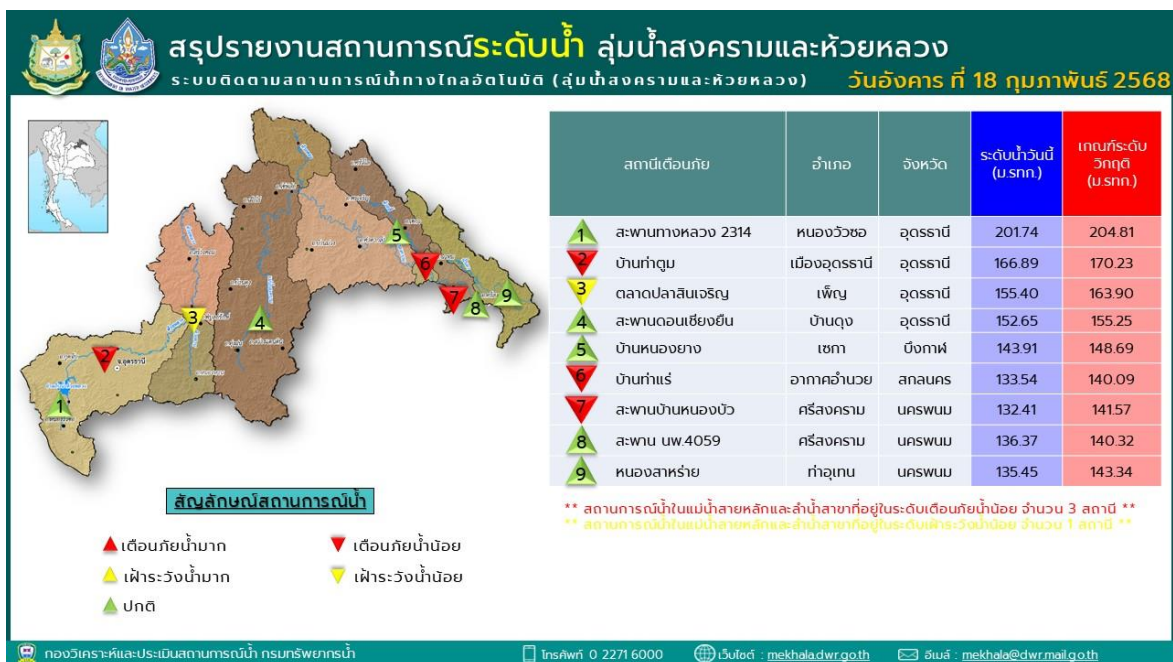 สรุปรายงานสถานการณ์ระดับน้ำ ลุ่มน้ำสงครามและห้วยหลวง
ระบบติดตามสถานการณ์น้ำทางไกลอัตโนมัติ (ลุ่มน้ำสงครามและห้วยหลวง) วันอังคาร ที่ 18 กุมภาพันธ์ 2568
สถานีเตือนภัย อำเภอ จังหวัด ระดับน้ำวันนี้ (ม.รทก.) เกณฑ์ระดับวิกฤติ (ม.รทก.)
1 สะพานทางหลวง 2314 หนองวัวซอ อุดรธานี 201.74 204.81
2 บ้านท่าตูม เมืองอุดรธานี อุดรธานี 166.89 170.23
3 ตลาดปลาสินเจริญ เพ็ญ อุดรธานี 155.40 163.90
4 สะพานดอนเชียงยืน บ้านดุง อุดรธานี 152.65 155.25
5 บ้านหนองยาง เซกา บึงกาฬ 143.91 148.69
6 บ้านท่าแร่ อากาศอำนวย สกลนคร 133.54 140.09
7 สะพานบ้านหนองบัว ศรีสงคราม นครพนม 132.41 141.57
8 สะพาน นพ.4059 ศรีสงคราม นครพนม 136.37 140.32
9 หนองสาหร่าย ท่าอุเทน นครพนม 135.45 143.34
** สถานการณ์น้ำในแม่น้ำสายหลักและลำน้ำสาขาที่อยู่ในระดับเตือนภัยน้ำน้อย จำนวน 3 สถานี **
** สถานการณ์น้ำในแม่น้ำสายหลักและลำน้ำสาขาที่อยู่ในระดับเฝ้าระวังน้ำน้อย จำนวน 1 สถานี **
5
6
7
8
9
4
3
2
จ.อุดรธานี
1
สัญลักษณ์สถานการณ์น้ำ
เตือนภัยน้ำมาก เตือนภัยน้ำน้อย
เฝ้าระวังน้ำมาก เฝ้าระวังน้ำน้อย
ปกติ
กองวิเคราะห์และประเมินสถานการณ์น้ำ กรมทรัพยากรน้ำ โทรศัพท์ 0 2271 6000 เว็บไซต์ : mekhala.dwr.go.th อีเมล์ : mekhala@dwr.mail.go.th